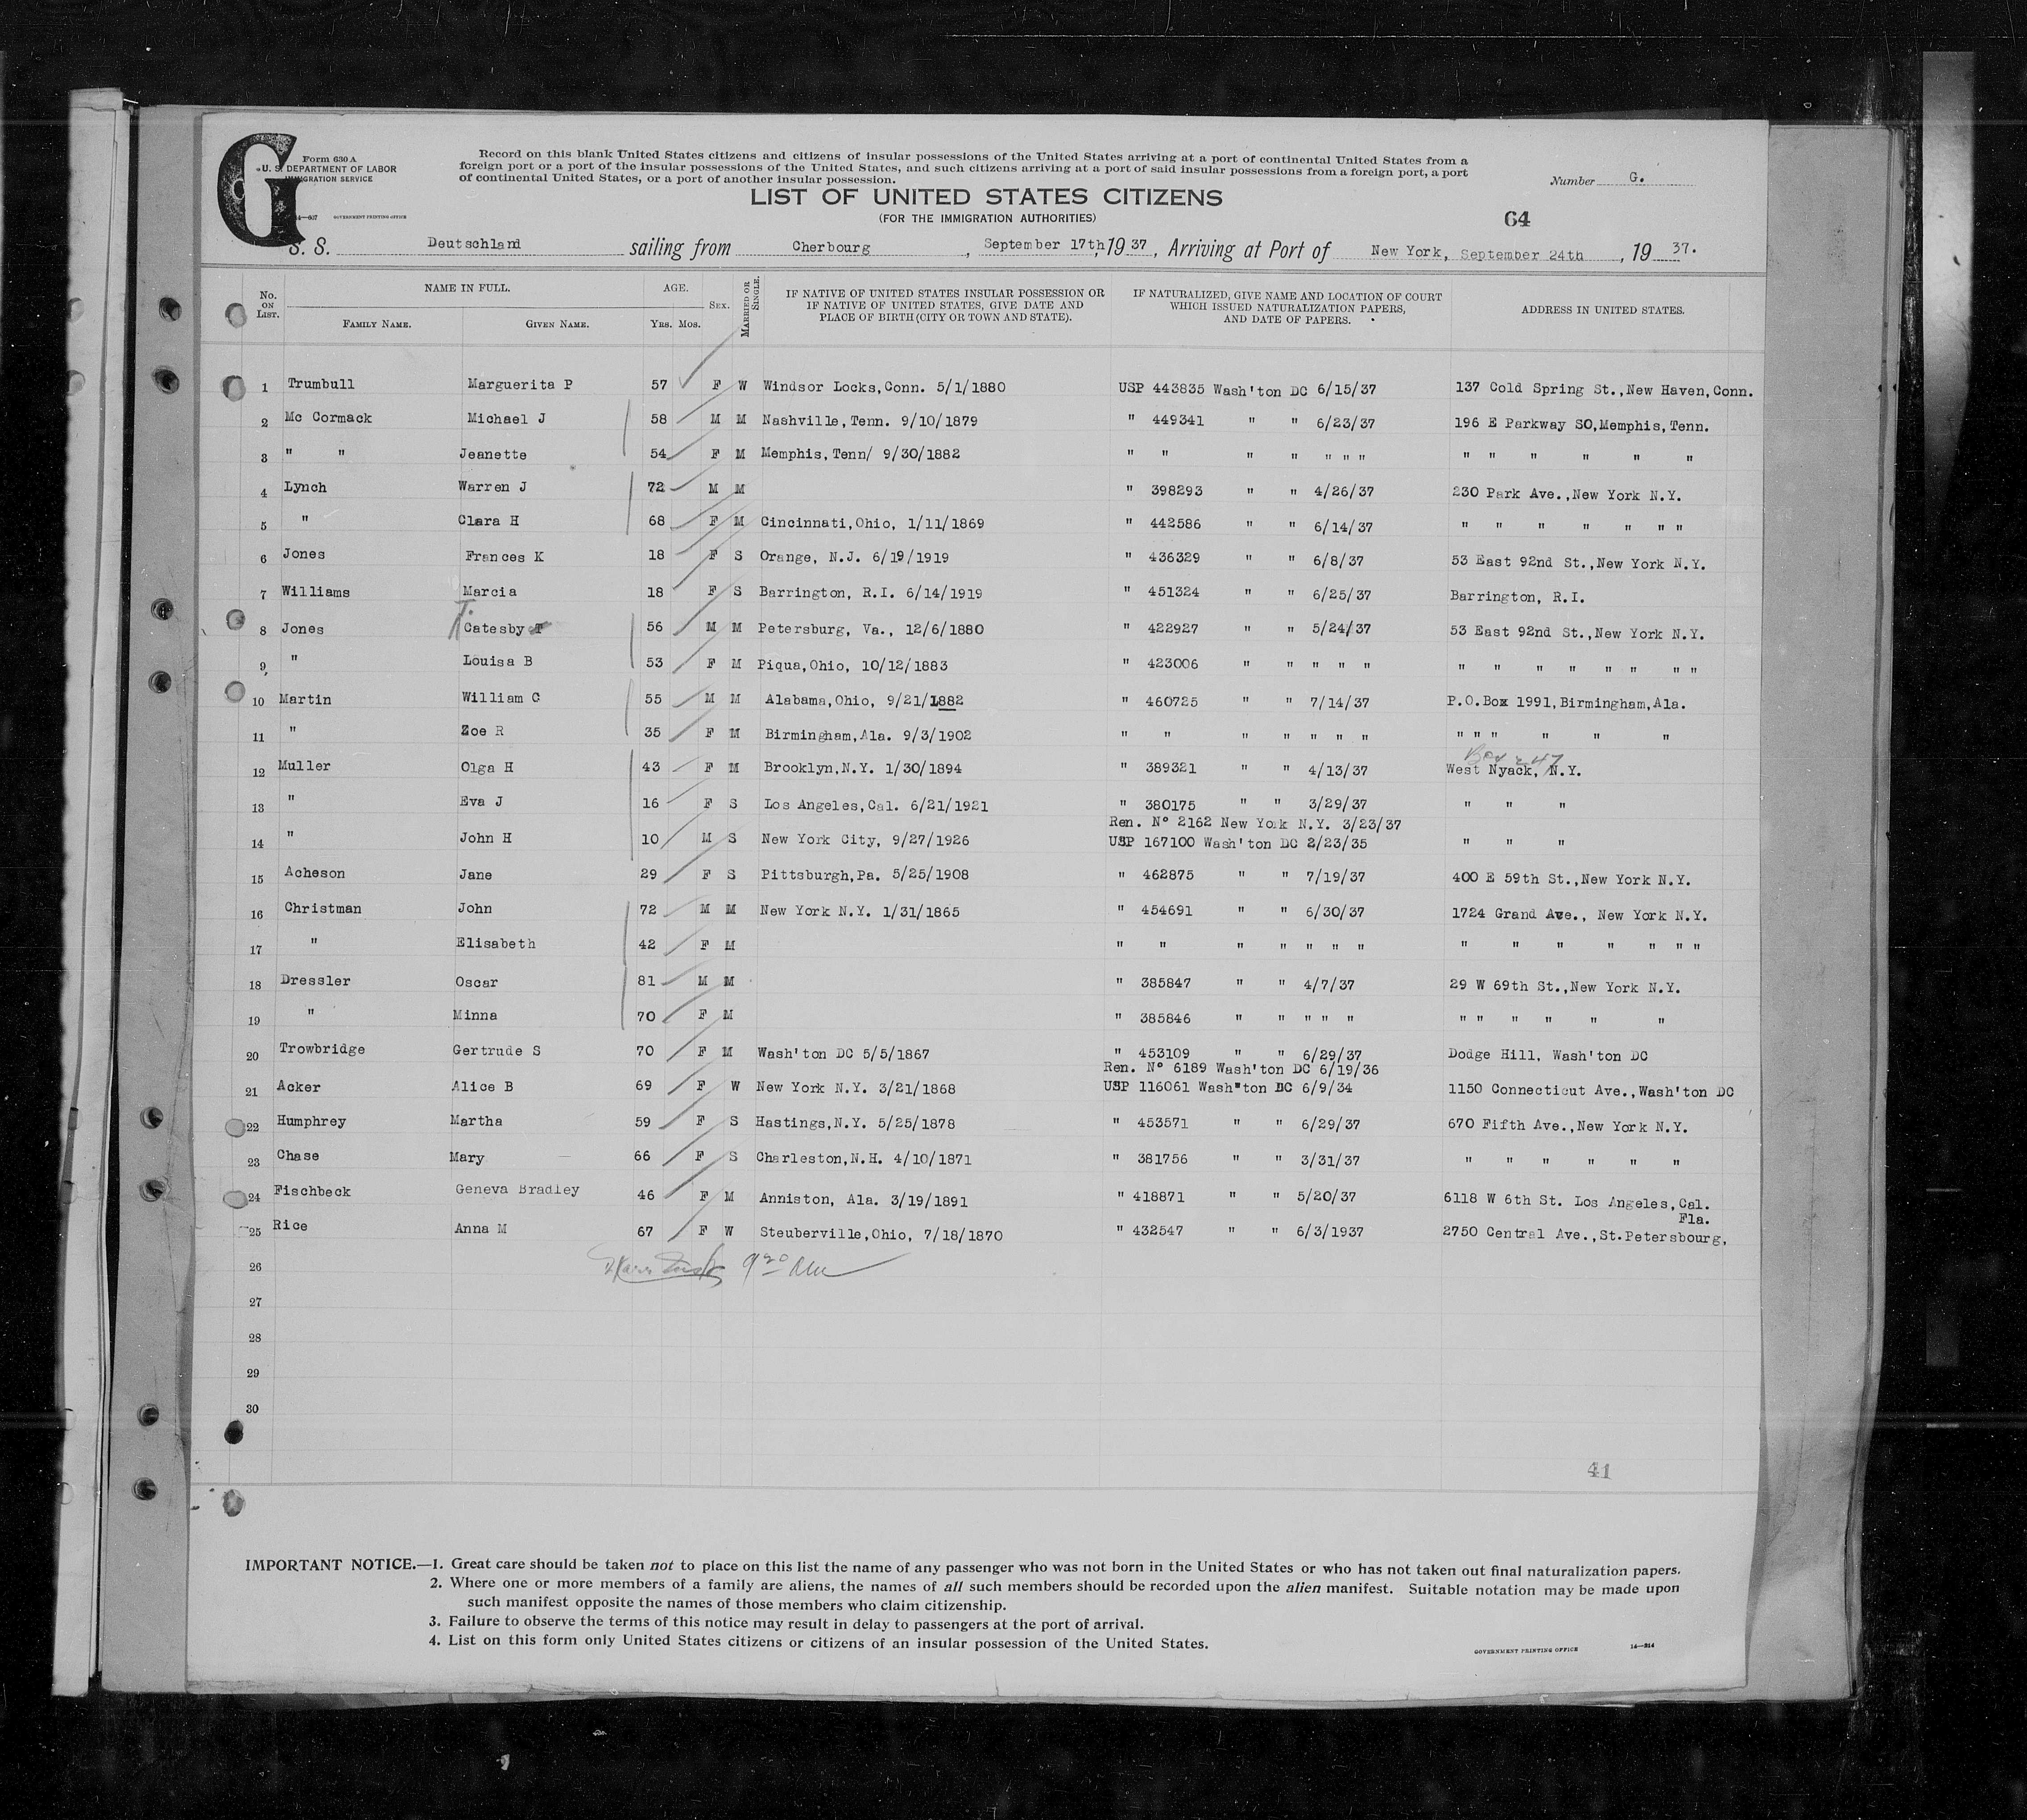 G
Form 630 A
U. S. DEPARTMENT OF LABOR
IMMIGRATION SERVICE
GOVERNMENT PRINTING OFFICE
Record on this blank United States citizens and citizens of insular possessions of the United States arriving at a port of continental United States from a
foreign port or a port of the insular possessions of the United States, and such citizens arriving at a port of said insular possessions from a foreign port, a port
of continental United States, or a port of another insular possession.
Number G.
LIST OF UNITED STATES CITIZENS
(FOR THE IMMIGRATION AUTHORITIES)
64
S. S. Deutschland sailing from Cherbourg, September 17th, 1937, Arriving at Port of New York, September 24th, 19 37.
No. ON LIST. NAME IN FULL. FAMILY NAME. GIVEN NAME. AGE. YRS. MOS. SEX. MARRIED OR SINGLE. IF NATIVE OF UNITED STATES INSULAR POSSESSION OR IF NATIVE OF UNITED STATES, GIVE DATE AND PLACE OF BIRTH (CITY OR TOWN AND STATE). IF NATURALIZED, GIVE NAME AND LOCATION OF COURT WHICH ISSUED NATURALIZATION PAPERS, AND DATE OF PAPERS. ADDRESS IN UNITED STATES.
1 Trumbull Marguerita P 57 F W Windsor Locks,Conn. 5/1/1880 USP 443835 Wash'ton DC 6/15/37 137 Cold Spring St.,New Haven,Conn.
2 Mc Cormack Michael J 58 M M Nashville,Tenn. 9/10/1879 " 449341 " " 6/23/37 196 E Parkway SO,Memphis,Tenn.
3 " " Jeanette 54 F M Memphis,Tenn/ 9/30/1882 " " " " " " " " " " " " "
4 Lynch Warren J 72 M M " 398293 " " 4/26/37 230 Park Ave.,New York N.Y.
5 " Clara H 68 F M Cincinnati,Ohio, 1/11/1869 " 442586 " " 6/14/37 " " " " " " "
6 Jones Frances K 18 F S Orange, N.J. 6/19/1919 " 436329 " " 6/8/37 53 East 92nd St.,New York N.Y.
7 Williams Marcia 18 F S Barrington, R.I. 6/14/1919 " 451324 " " 6/25/37 Barrington, R.I.
T.
8 Jones Catesby T 56 M M Petersburg, Va., 12/6/1880 " 422927 " " 5/24/37 53 East 92nd St.,New York N.Y.
9 " Louisa B 53 F M Piqua,Ohio, 10/12/1883 " 423006 " " " " " " " " " " " " "
10 Martin William C 55 M M Alabama,Ohio, 9/21/1882 " 460725 " " 7/14/37 P.O.Box 1991,Birmingham,Ala.
11 " Zoe R 35 F M Birmingham,Ala. 9/3/1902 " " " " " " " " " " " " "
Box 247
12 Muller Olga H 43 F M Brooklyn,N.Y. 1/30/1894 " 389321 " " 4/13/37 West Nyack, N.Y.
13 " Eva J 16 F S Los Angeles,Cal. 6/21/1921 " 380175 " " 3/29/37 " " "
Ren. Nº 2162 New York N.Y. 3/23/37
14 " John H 10 M S New York City, 9/27/1926 USP 167100 Wash'ton DC 2/23/35 " " "
15 Acheson Jane 29 F S Pittsburgh,Pa. 5/25/1908 " 462875 " " 7/19/37 400 E 59th St.,New York N.Y.
16 Christman John 72 M M New York N.Y. 1/31/1865 " 454691 " " 6/30/37 1724 Grand Ave., New York N.Y.
17 " Elisabeth 42 F M " " " " " " " " " " " " " "
18 Dressler Oscar 81 M M " 385847 " " 4/7/37 29 W 69th St.,New York N.Y.
19 " Minna 70 F M " 385846 " " " " " " " " " " "
20 Trowbridge Gertrude S 70 F M Wash'ton DC 5/5/1867 " 453109 " " 6/29/37 Dodge Hill, Wash'ton DC
Ren. Nº 6189 Wash'ton DC 6/19/36
21 Acker Alice B 69 F W New York N.Y. 3/21/1868 USP 116061 Wash"ton DC 6/9/34 1150 Connecticut Ave.,Wash'ton DC
22 Humphrey Martha 59 F S Hastings,N.Y. 5/25/1878 " 453571 " " 6/29/37 670 Fifth Ave.,New York N.Y.
23 Chase Mary 66 F S Charleston,N.H. 4/10/1871 " 381756 " " 3/31/37 " " " " " "
24 Fischbeck Geneva Bradley 46 F M Anniston, Ala. 3/19/1891 " 418871 " " 5/20/37 6118 W 6th St. Los Angeles,Cal.
Fla.
25 Rice Anna M 67 F W Steuberville,Ohio, 7/18/1870 " 432547 " " 6/3/1937 2750 Central Ave.,St.Petersbourg,
26
27
28
29
30
41
IMPORTANT NOTICE.—1. Great care should be taken not to place on this list the name of any passenger who was not born in the United States or who has not taken out final naturalization papers.
2. Where one or more members of a family are aliens, the names of all such members should be recorded upon the alien manifest. Suitable notation may be made upon
such manifest opposite the names of those members who claim citizenship.
3. Failure to observe the terms of this notice may result in delay to passengers at the port of arrival.
4. List on this form only United States citizens or citizens of an insular possession of the United States.
GOVERNMENT PRINTING OFFICE 14—314